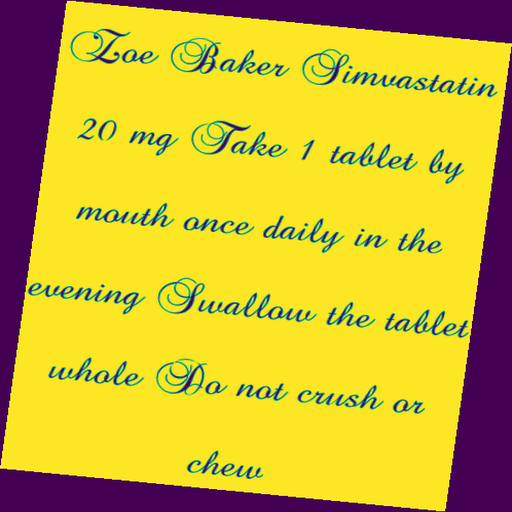 Zoe Baker Simvastatin
20 mg Take 1 tablet by
mouth once daily in the
evening Swallow the tablet
whole Do not crush or
chew